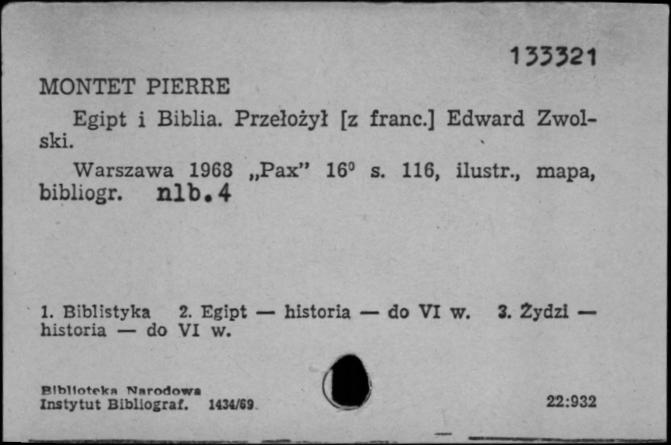 133321
MONTET PIERRE
Egipt i Biblia. Przełożył [z franc.] Edward Zwol-
ski.
Warszawa 1968 „Pax” 16⁰ s. 116, ilustr., mapa,
bibliogr. nlb.4
1. Biblistyka 2. Egipt — historia — do VI w. 3. Żydzi —
historia — do VI w.
Biblioteka Narodowa
Instytut Bibliograf. 1434/69
22:932